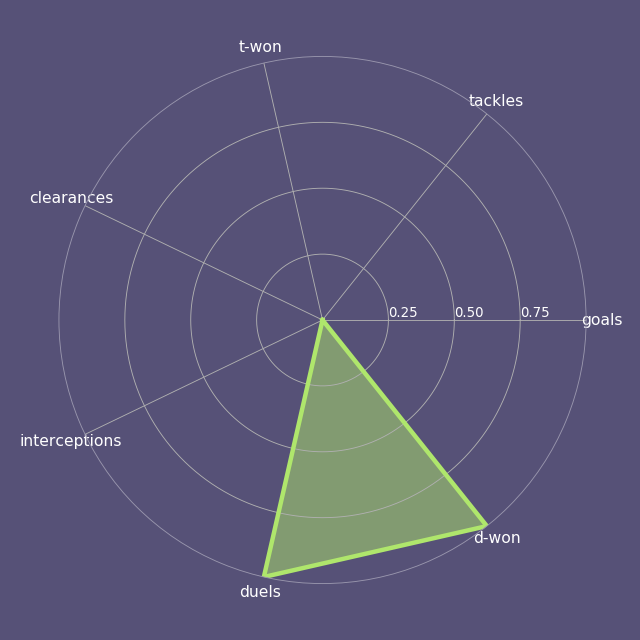 t-won
tackles
clearances
0.25
0.50
0.75
goals
interceptions
d-won
duels